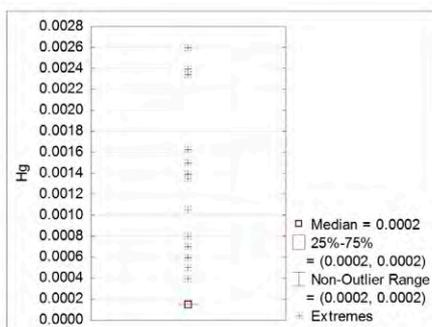 0.0028
0.0026
0.0024
0.0022
0.0020
0.0018
0.0016
0.0014
0.0012
0.0010
0.0008
0.0006
0.0004
0.0002
0.0000
Hg
Median = 0.0002
25%-75%
= (0.0002, 0.0002)
Non-Outlier Range
= (0.0002, 0.0002)
Extremes